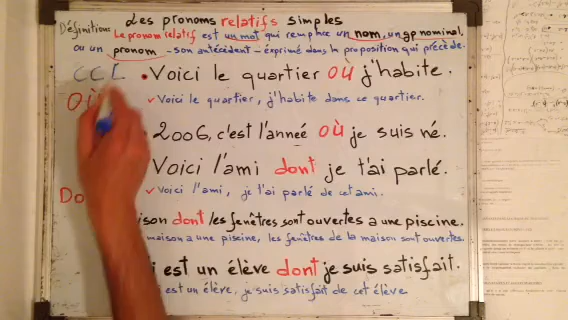 Les pronoms relatifs simples
Définition: Le pronom relatif est un mot qui remplace un nom, un gp nominal,
ou un pronom - son antécédent - exprimé dans la proposition qui précède.
CCL • Voici le quartier où j'habite.
où ✓ Voici le quartier, j'habite dans ce quartier.
2006, c'est l'année où je suis né.
Voici l'ami dont je t'ai parlé.
Do ✓ Voici l'ami, je t'ai parlé de cet ami.
ison dont les fenêtres sont ouvertes a une piscine.
maison a une piscine, les fenêtres de la maison sont ouvertes.
i est un élève dont je suis satisfait.
est un élève, je suis satisfait de cet élève.